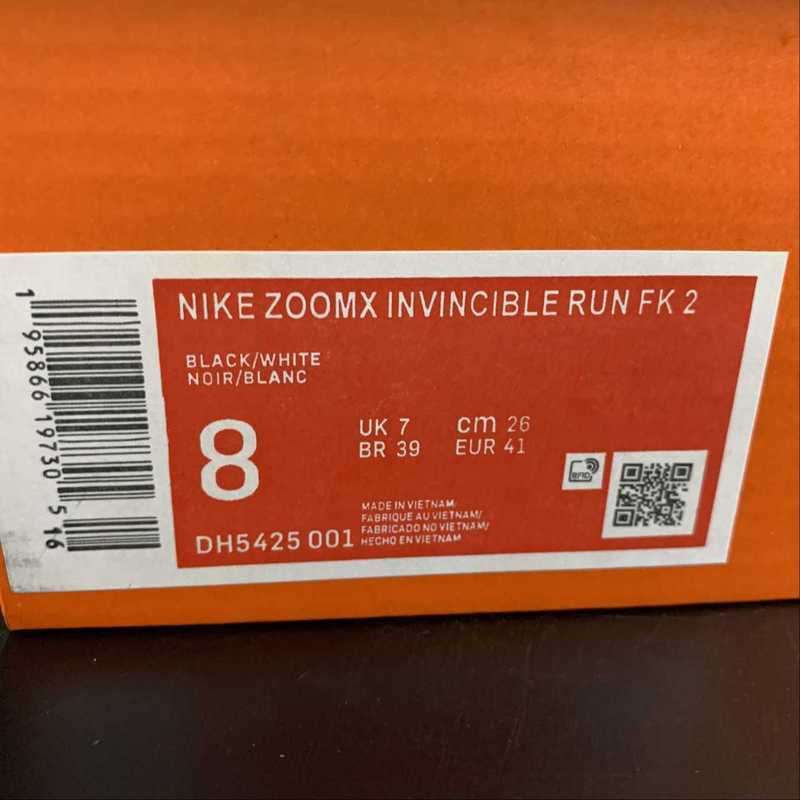 NIKE ZOOMX INVINCIBLE RUN FK 2
BLACK/WHITE
NOIR/BLANC
8
UK 7
cm 26
BR 39
EUR 41
RFID
DH5425 001
MADE IN VIETNAM/
FABRIQUE AU VIETNAM/
FABRICADO NO VIETNAM/
HECHO EN VIETNAM
1 95866 19730 5 16